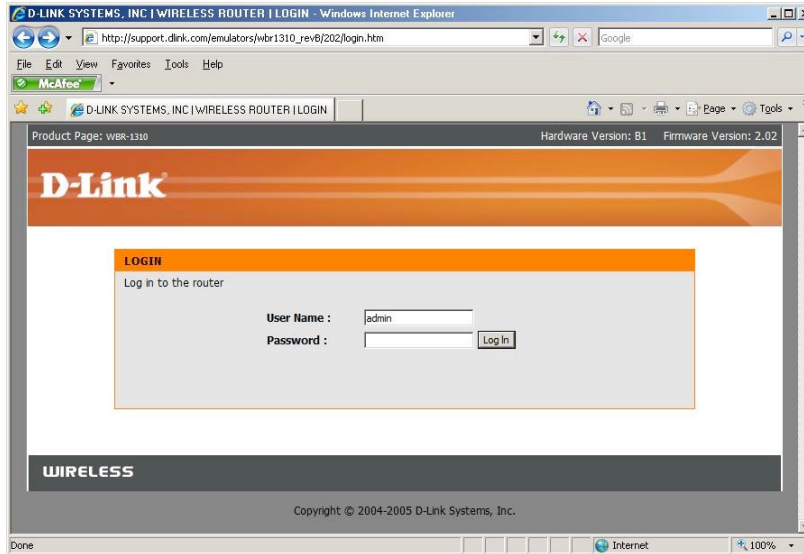 D-LINK SYSTEMS, INC | WIRELESS ROUTER | LOGIN - Windows Internet Explorer
http://support.dlink.com/emulators/wbr1310_revB/202/login.htm
Google
File Edit View Favorites Tools Help
McAfee
D-LINK SYSTEMS, INC | WIRELESS ROUTER | LOGIN
Page Tools
Product Page: WBR-1310 Hardware Version: B1 Firmware Version: 2.02
D-Link
LOGIN
Log in to the router
User Name : admin
Password : Log In
WIRELESS
Copyright © 2004-2005 D-Link Systems, Inc.
Done Internet 100%